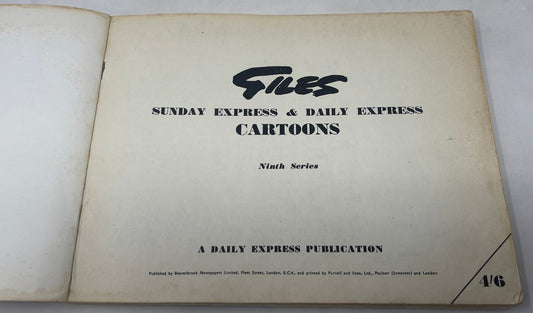 GILES
SUNDAY EXPRESS & DAILY EXPRESS
CARTOONS
Ninth Series
A DAILY EXPRESS PUBLICATION
Published by Beaverbrook Newspapers Limited, Fleet Street, London, E.C.4, and printed by Purnell and Sons, Ltd., Paulton (Somerset) and London
4/6